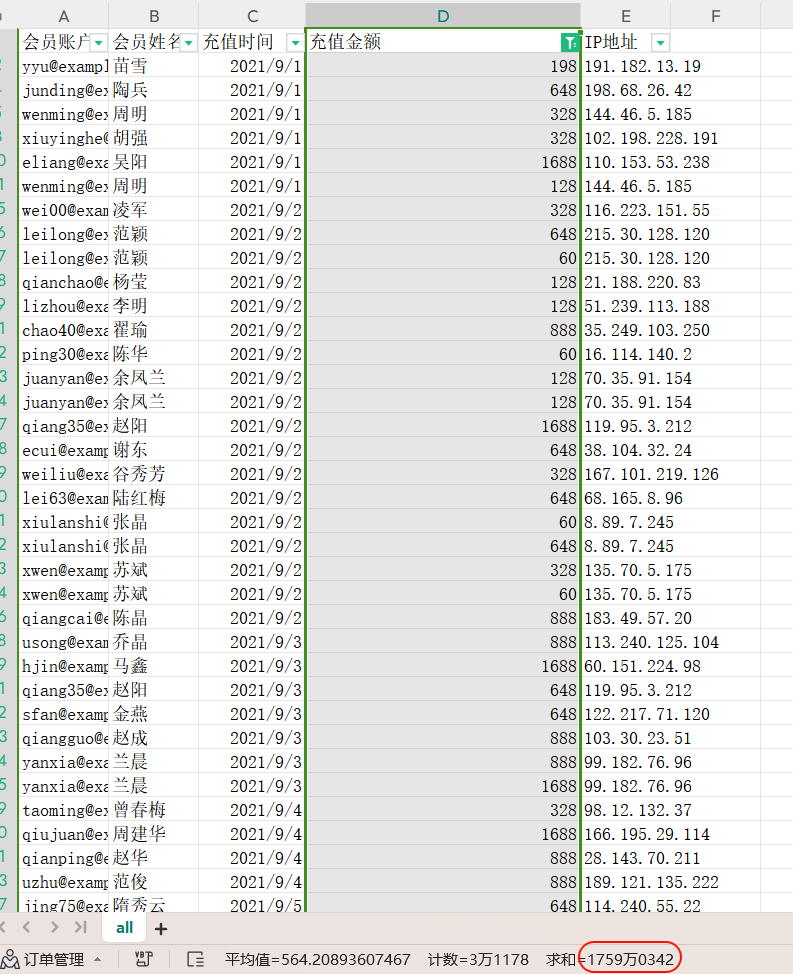 A B C D E F
会员账户 会员姓名 充值时间 充值金额 IP地址
yyu@exampl 苗雪 2021/9/1 198 191.182.13.19
junding@ex 陶兵 2021/9/1 648 198.68.26.42
wenming@ex 周明 2021/9/1 328 144.46.5.185
xiuyinghe@ 胡强 2021/9/1 328 102.198.228.191
eliang@exa 吴阳 2021/9/1 1688 110.153.53.238
wenming@ex 周明 2021/9/1 128 144.46.5.185
wei00@exam 凌军 2021/9/2 328 116.223.151.55
leilong@ex 范颖 2021/9/2 648 215.30.128.120
leilong@ex 范颖 2021/9/2 60 215.30.128.120
qianchao@e 杨莹 2021/9/2 128 21.188.220.83
lizhou@exa 李明 2021/9/2 128 51.239.113.188
chao40@exa 翟瑜 2021/9/2 888 35.249.103.250
ping30@exa 陈华 2021/9/2 60 16.114.140.2
juanyan@ex 余凤兰 2021/9/2 128 70.35.91.154
juanyan@ex 余凤兰 2021/9/2 128 70.35.91.154
qiang35@ex 赵阳 2021/9/2 1688 119.95.3.212
ecui@examp 谢东 2021/9/2 648 38.104.32.24
weiliu@exa 谷秀芳 2021/9/2 328 167.101.219.126
lei63@exam 陆红梅 2021/9/2 648 68.165.8.96
xiulanshi@ 张晶 2021/9/2 60 8.89.7.245
xiulanshi@ 张晶 2021/9/2 648 8.89.7.245
xwen@examp 苏斌 2021/9/2 328 135.70.5.175
xwen@examp 苏斌 2021/9/2 60 135.70.5.175
qiangcai@e 陈晶 2021/9/2 888 183.49.57.20
usong@exam 乔晶 2021/9/3 888 113.240.125.104
hjin@examp 马鑫 2021/9/3 1688 60.151.224.98
qiang35@ex 赵阳 2021/9/3 648 119.95.3.212
sfan@examp 金燕 2021/9/3 648 122.217.71.120
qiangguo@e 赵成 2021/9/3 888 103.30.23.51
yanxia@exa 兰晨 2021/9/3 888 99.182.76.96
yanxia@exa 兰晨 2021/9/3 1688 99.182.76.96
taoming@ex 曾春梅 2021/9/4 328 98.12.132.37
qiujuan@ex 周建华 2021/9/4 1688 166.195.29.114
qianping@e 赵华 2021/9/4 888 28.143.70.211
uzhu@examp 范俊 2021/9/4 888 189.121.135.222
jing75@exa 隋秀云 2021/9/5 648 114.240.55.22
all
订单管理 平均值=564.20893607467 计数=3万1178 求和=1759万0342